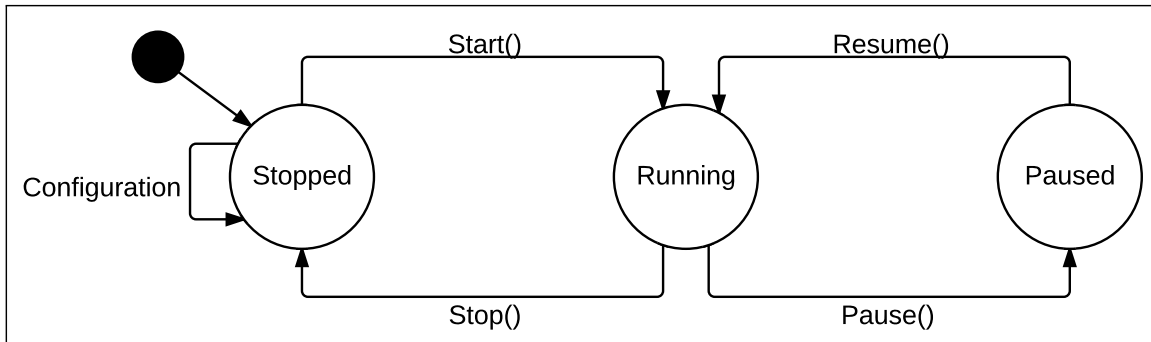 Start()
Resume()
Configuration
Stopped
Running
Paused
Stop()
Pause()